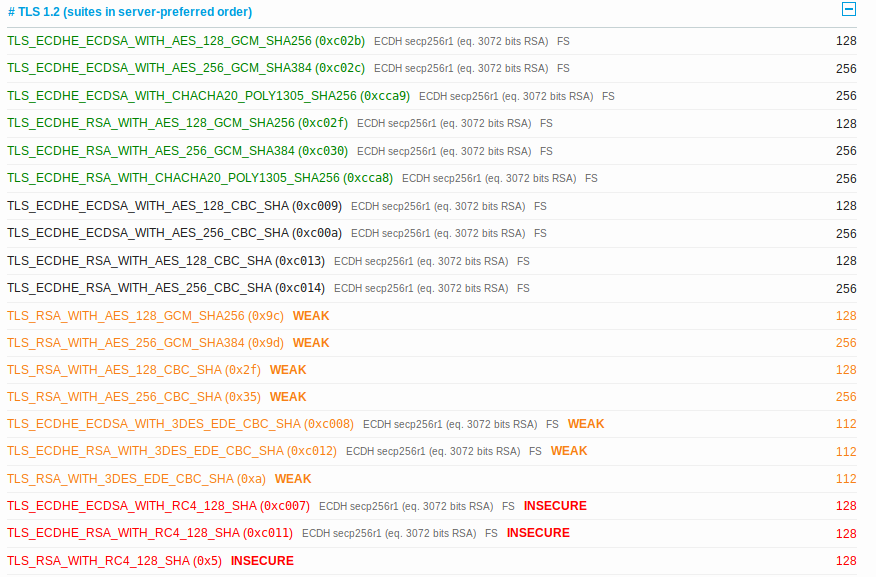 # TLS 1.2 (suites in server-preferred order)
TLS_ECDHE_ECDSA_WITH_AES_128_GCM_SHA256 (0xc02b) ECDH secp256r1 (eq. 3072 bits RSA) FS 128
TLS_ECDHE_ECDSA_WITH_AES_256_GCM_SHA384 (0xc02c) ECDH secp256r1 (eq. 3072 bits RSA) FS 256
TLS_ECDHE_ECDSA_WITH_CHACHA20_POLY1305_SHA256 (0xcca9) ECDH secp256r1 (eq. 3072 bits RSA) FS 256
TLS_ECDHE_RSA_WITH_AES_128_GCM_SHA256 (0xc02f) ECDH secp256r1 (eq. 3072 bits RSA) FS 128
TLS_ECDHE_RSA_WITH_AES_256_GCM_SHA384 (0xc030) ECDH secp256r1 (eq. 3072 bits RSA) FS 256
TLS_ECDHE_RSA_WITH_CHACHA20_POLY1305_SHA256 (0xcca8) ECDH secp256r1 (eq. 3072 bits RSA) FS 256
TLS_ECDHE_ECDSA_WITH_AES_128_CBC_SHA (0xc009) ECDH secp256r1 (eq. 3072 bits RSA) FS 128
TLS_ECDHE_ECDSA_WITH_AES_256_CBC_SHA (0xc00a) ECDH secp256r1 (eq. 3072 bits RSA) FS 256
TLS_ECDHE_RSA_WITH_AES_128_CBC_SHA (0xc013) ECDH secp256r1 (eq. 3072 bits RSA) FS 128
TLS_ECDHE_RSA_WITH_AES_256_CBC_SHA (0xc014) ECDH secp256r1 (eq. 3072 bits RSA) FS 256
TLS_RSA_WITH_AES_128_GCM_SHA256 (0x9c) WEAK 128
TLS_RSA_WITH_AES_256_GCM_SHA384 (0x9d) WEAK 256
TLS_RSA_WITH_AES_128_CBC_SHA (0x2f) WEAK 128
TLS_RSA_WITH_AES_256_CBC_SHA (0x35) WEAK 256
TLS_ECDHE_ECDSA_WITH_3DES_EDE_CBC_SHA (0xc008) ECDH secp256r1 (eq. 3072 bits RSA) FS WEAK 112
TLS_ECDHE_RSA_WITH_3DES_EDE_CBC_SHA (0xc012) ECDH secp256r1 (eq. 3072 bits RSA) FS WEAK 112
TLS_RSA_WITH_3DES_EDE_CBC_SHA (0xa) WEAK 112
TLS_ECDHE_ECDSA_WITH_RC4_128_SHA (0xc007) ECDH secp256r1 (eq. 3072 bits RSA) FS INSECURE 128
TLS_ECDHE_RSA_WITH_RC4_128_SHA (0xc011) ECDH secp256r1 (eq. 3072 bits RSA) FS INSECURE 128
TLS_RSA_WITH_RC4_128_SHA (0x5) INSECURE 128